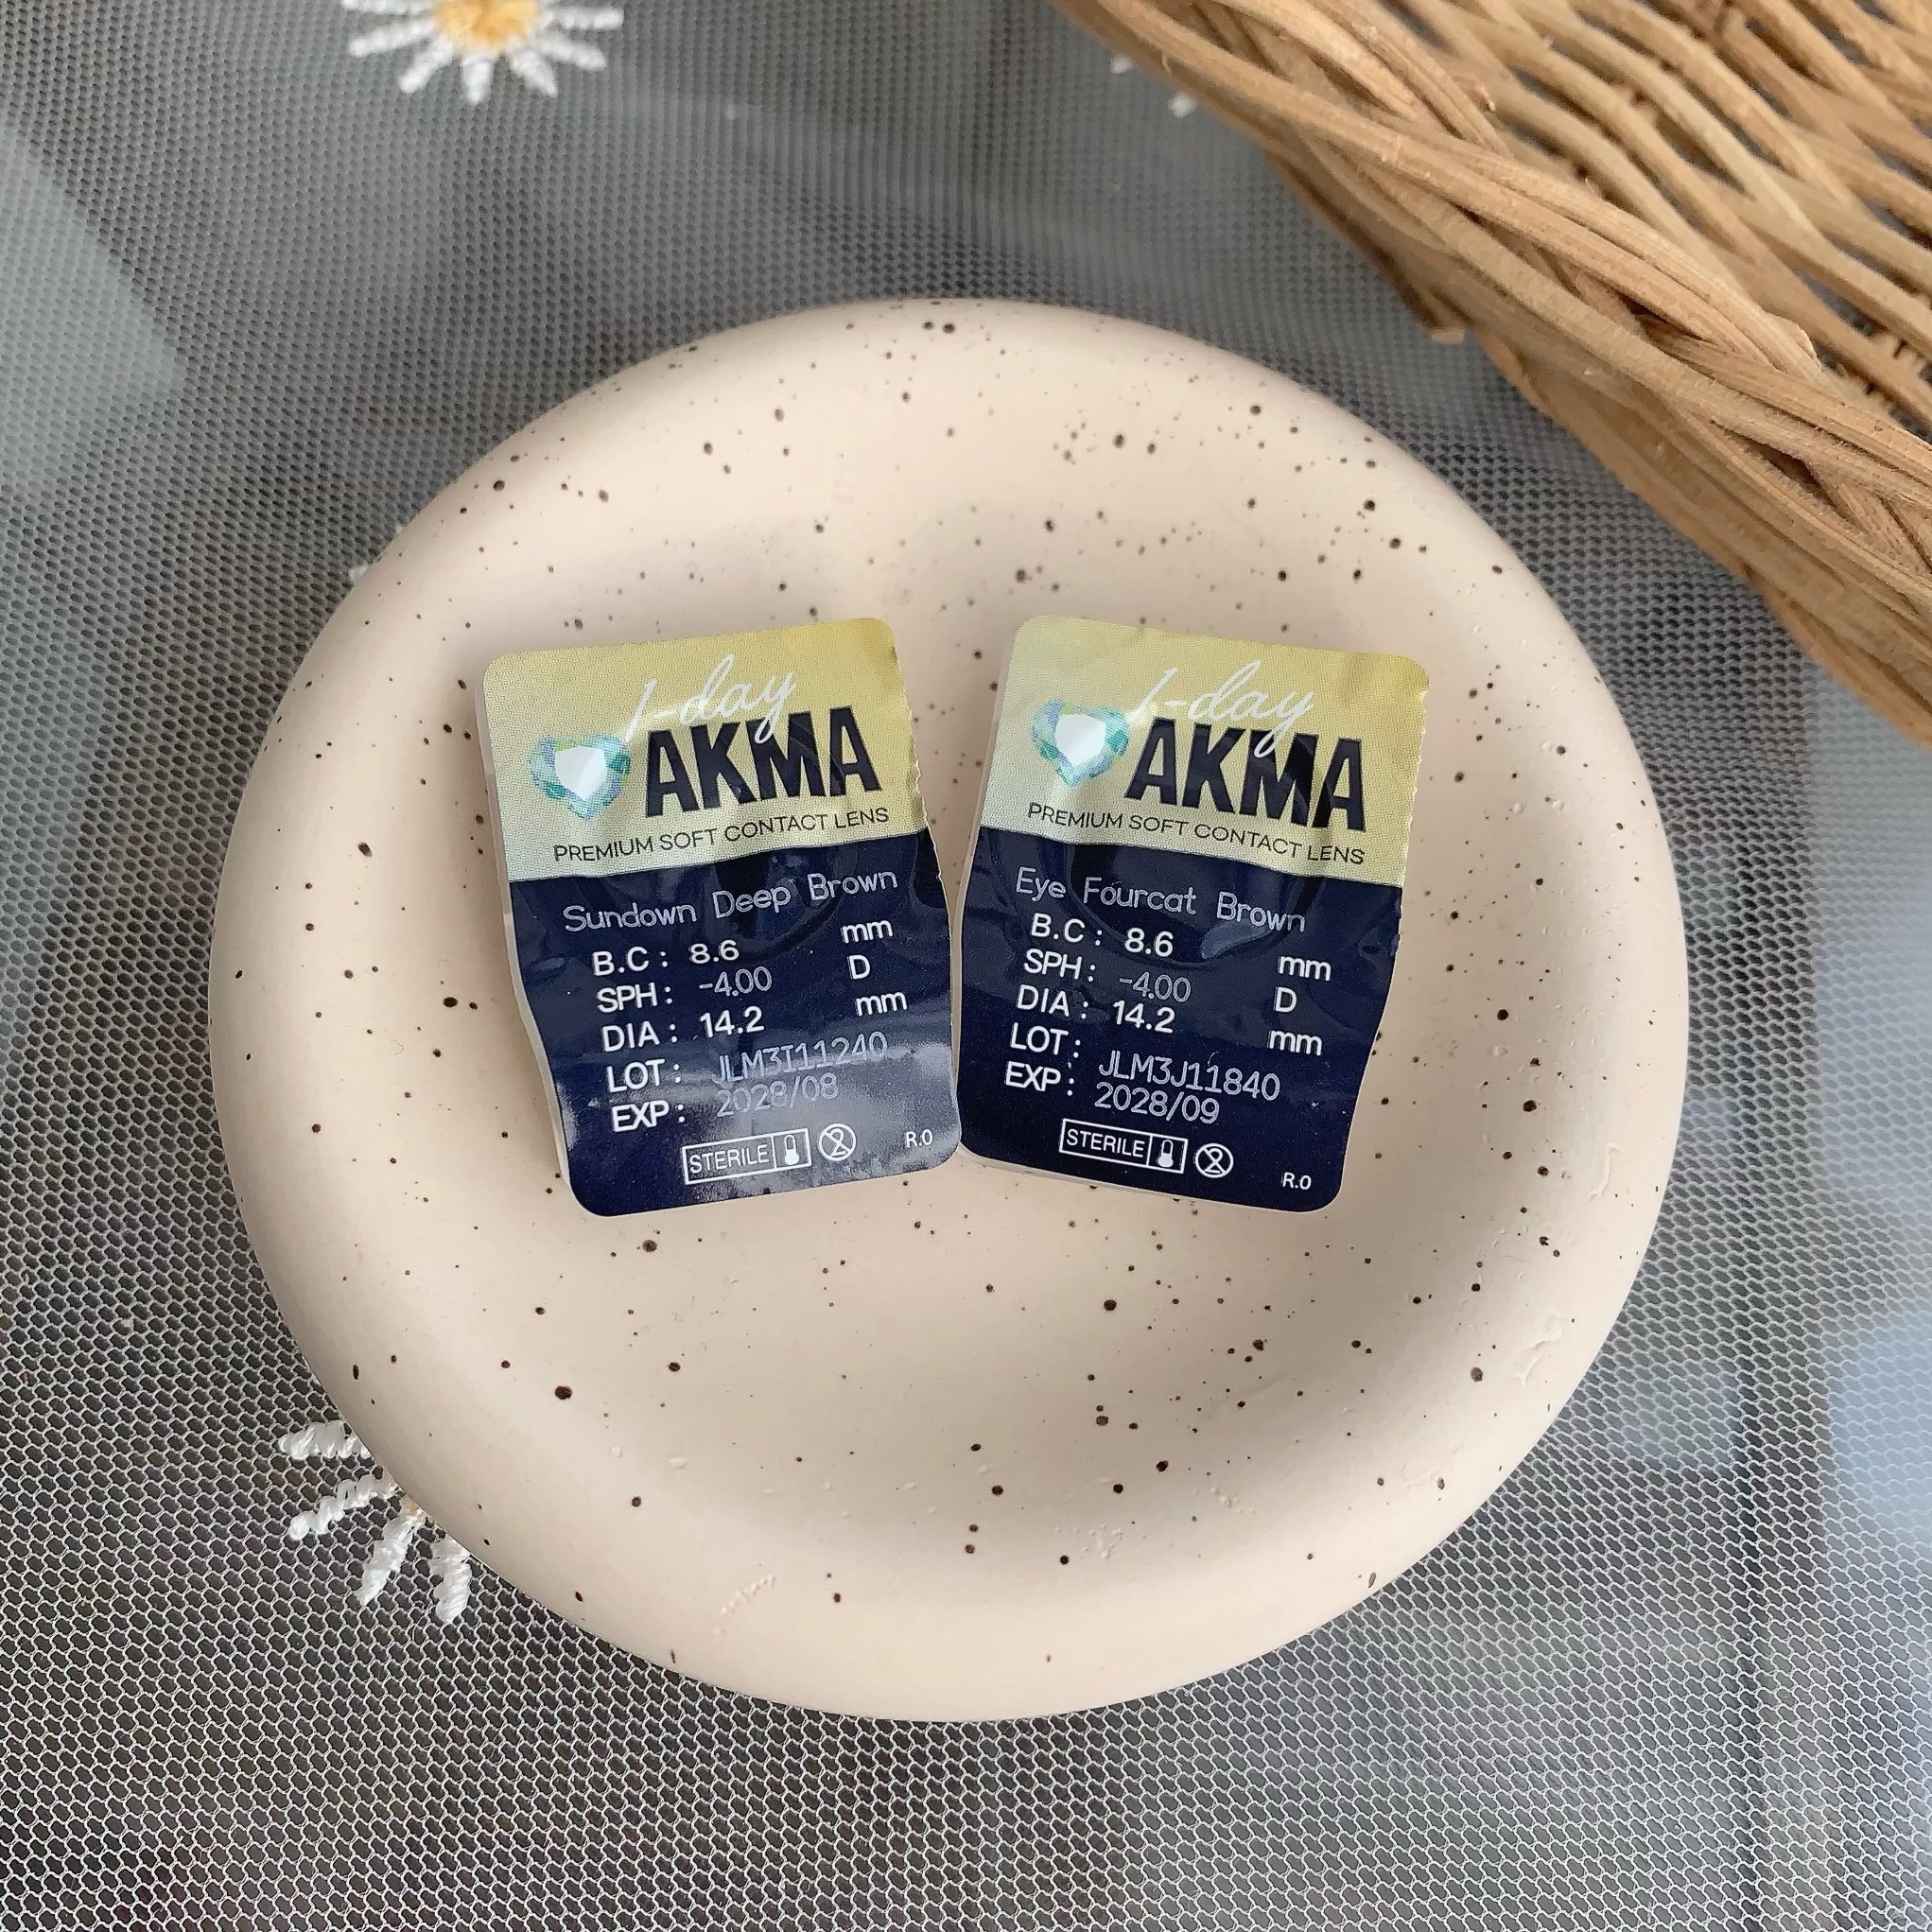 1-day
AKMA
PREMIUM SOFT CONTACT LENS
Sundown Deep Brown
B.C : 8.6 mm
SPH : -4.00 D
DIA : 14.2 mm
LOT : JLM3I11240
EXP : 2028/08
STERILE
2
R.0
1-day
AKMA
PREMIUM SOFT CONTACT LENS
Eye Fourcat Brown
B.C : 8.6 mm
SPH : -4.00 D
DIA : 14.2 mm
LOT : JLM3J11840
EXP : 2028/09
STERILE
2
R.0